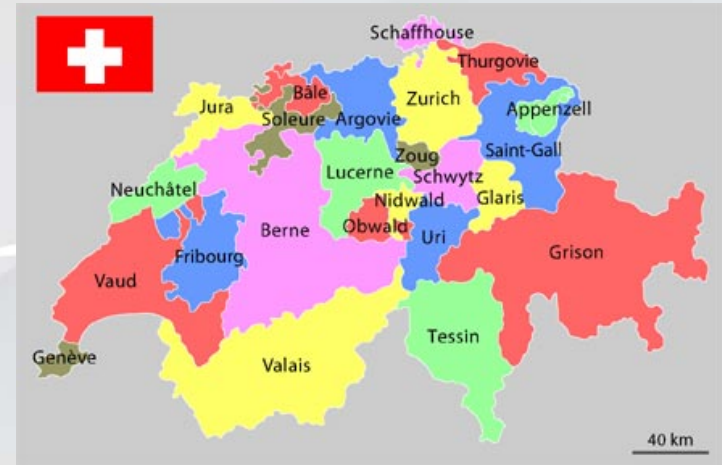 Schaffhouse
Thurgovie
Bâle
Jura
Zurich
Appenzell
Soleure
Argovie
Saint-Gall
Zoug
Lucerne
Schwytz
Neuchâtel
Nidwald
Glaris
Berne
Obwald
Uri
Fribourg
Grison
Vaud
Tessin
Genève
Valais
40 km